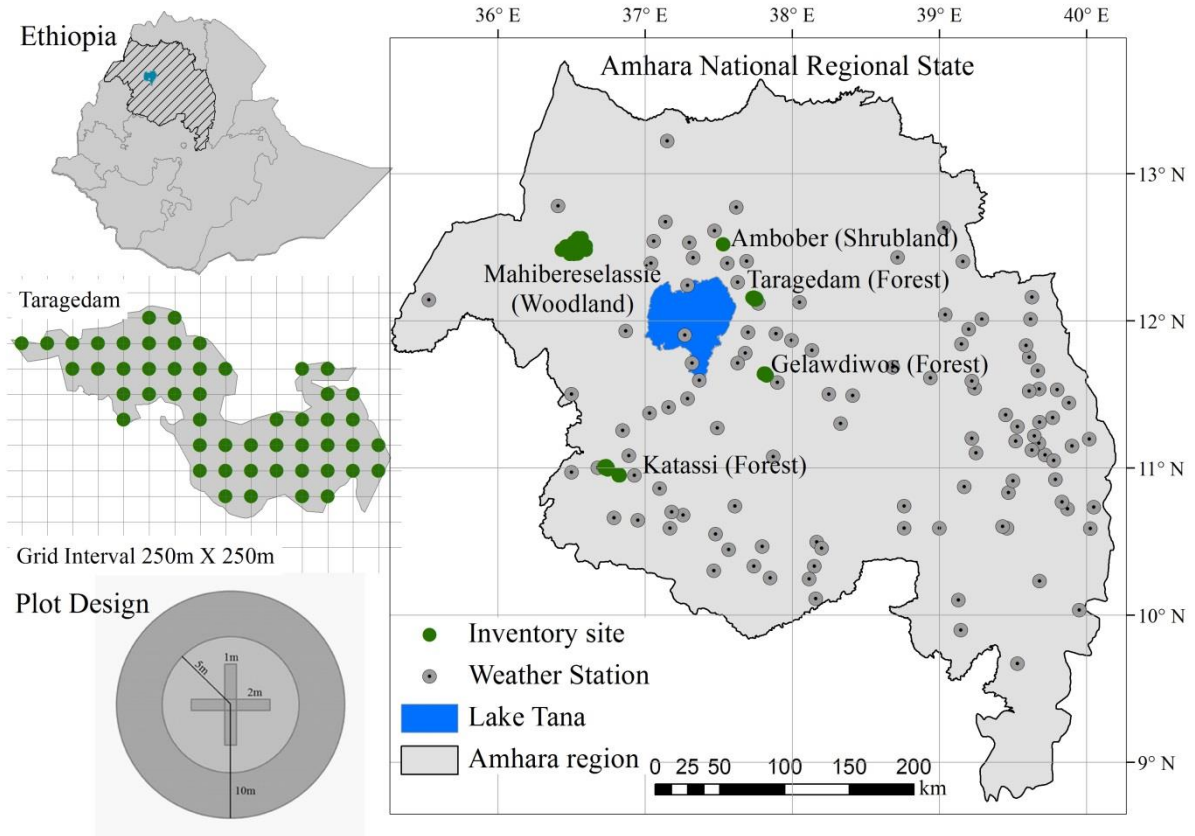 Ethiopia
Taragedam
Grid Interval 250m X 250m
Plot Design
1m
5m
2m
10m
36° E
37° E
38° E
39° E
40° E
Amhara National Regional State
13° N
12° N
11° N
10° N
9° N
Ambober (Shrubland)
Mahibereselassie
(Woodland)
Taragedam (Forest)
Gelawdiwos (Forest)
Katassi (Forest)
Inventory site
Weather Station
Lake Tana
Amhara region
0 25 50 100 150 200
km